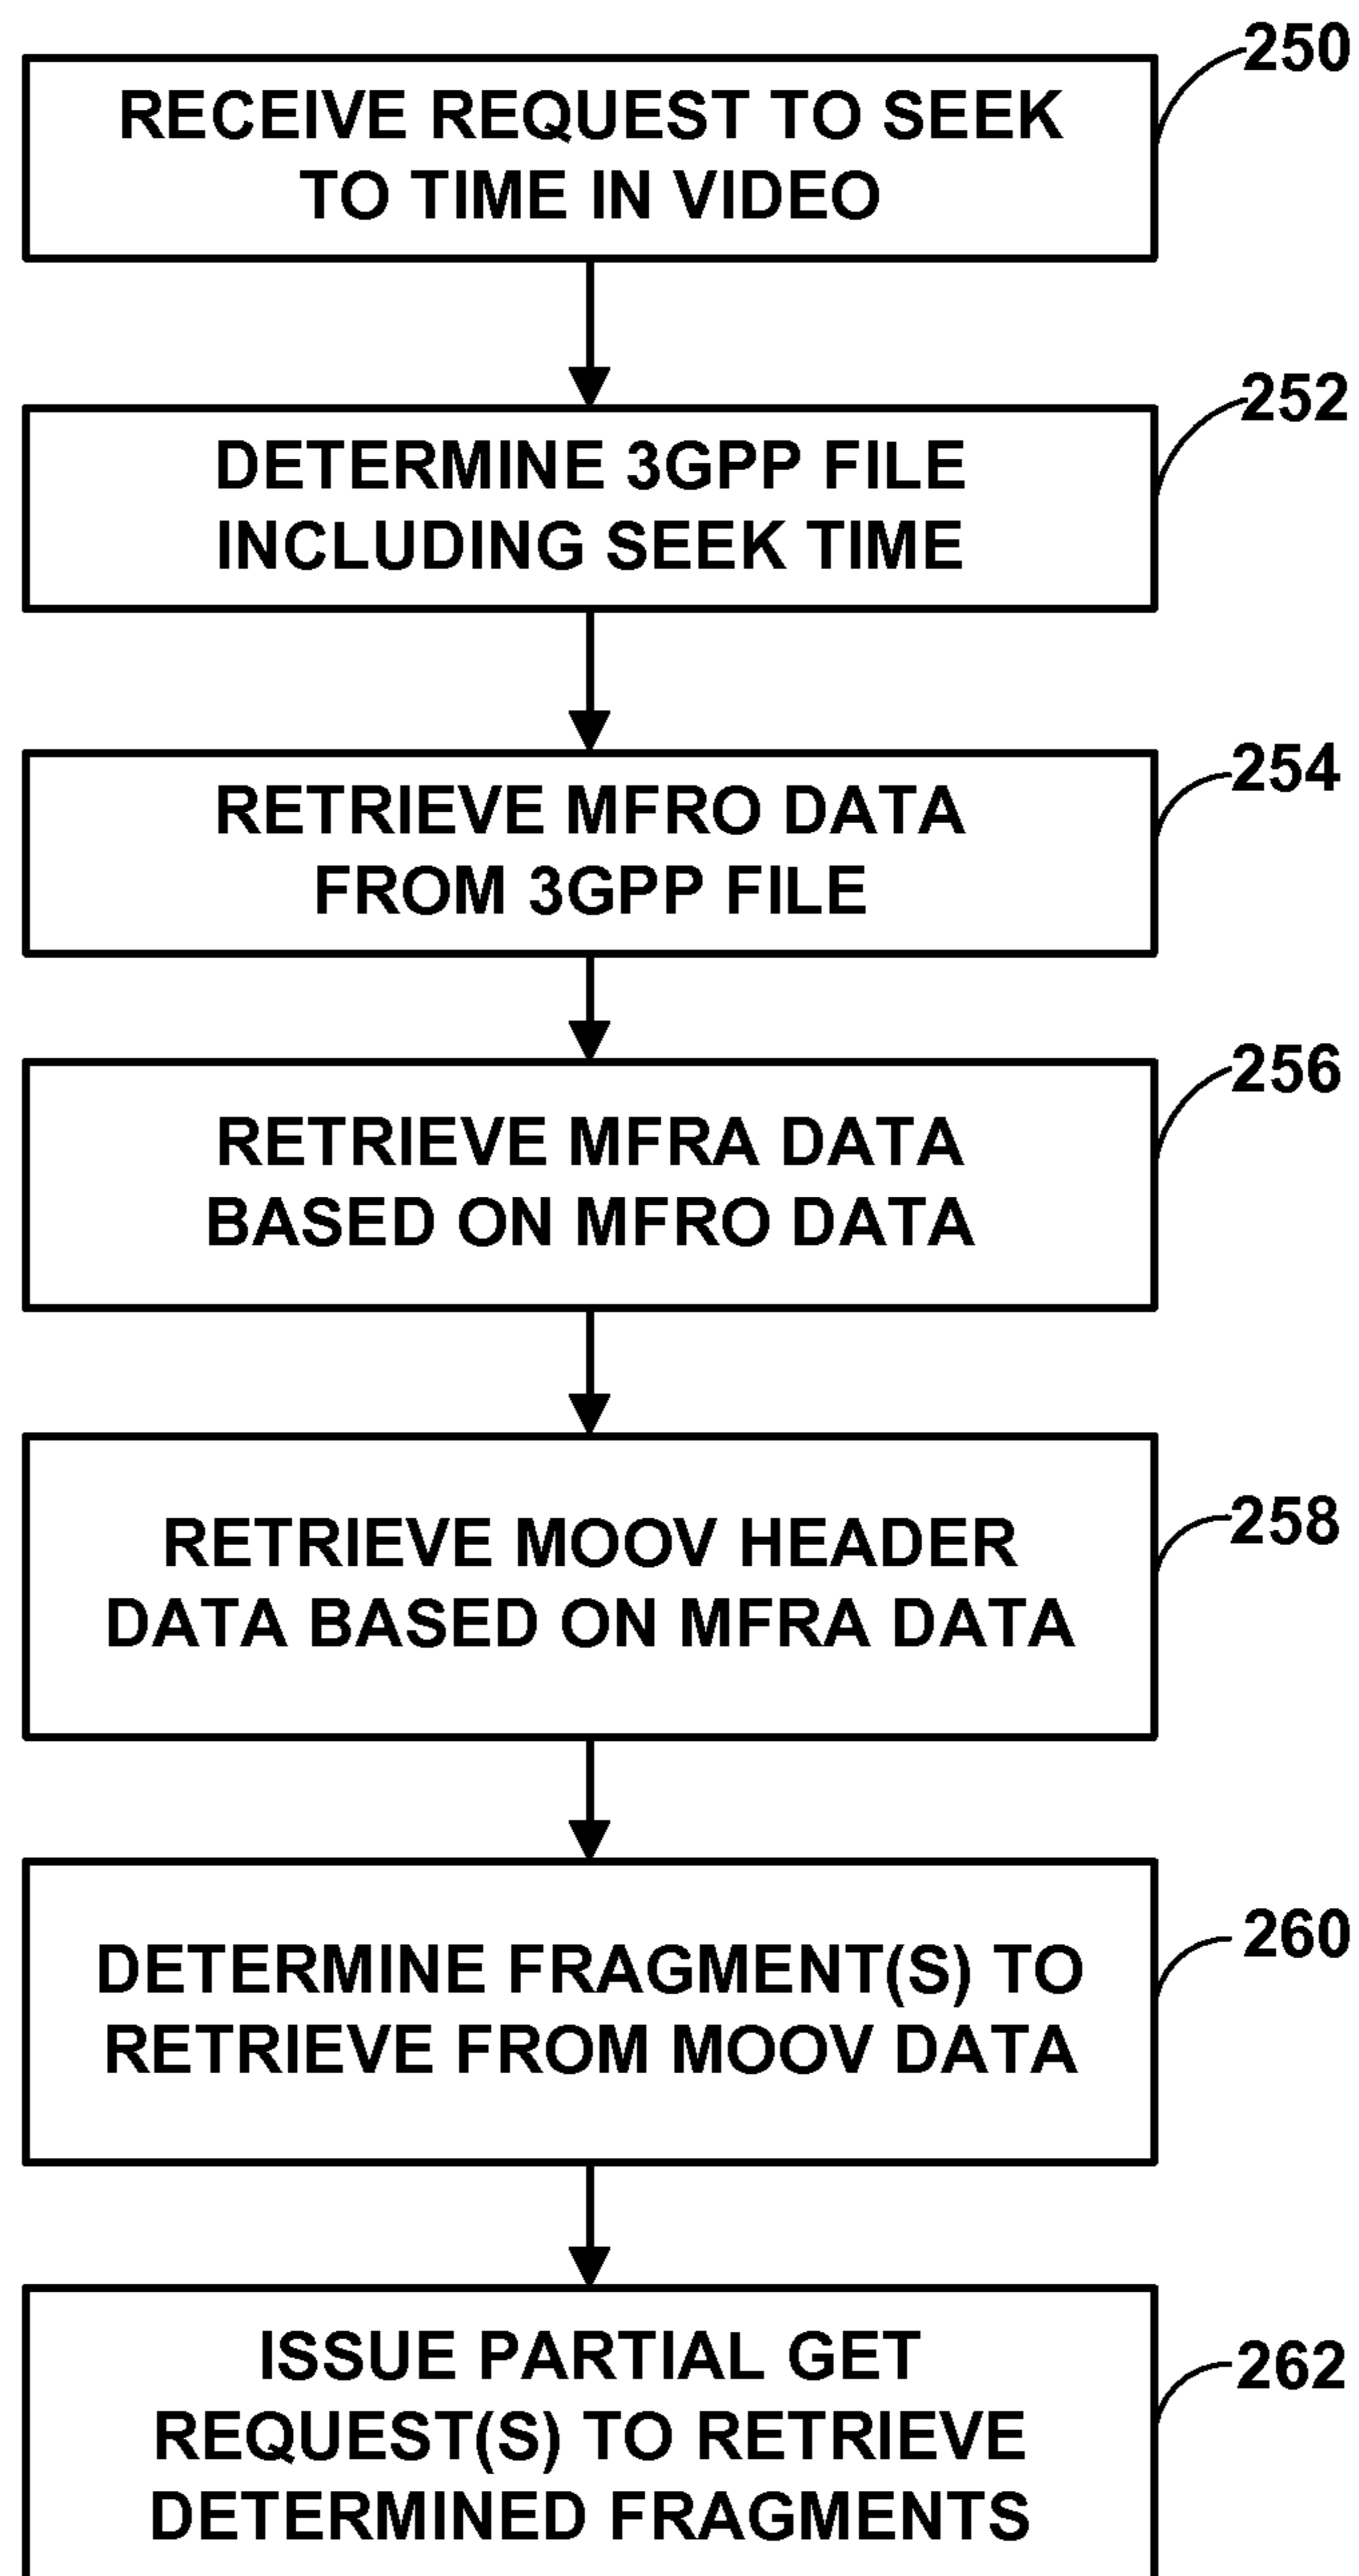 250
RECEIVE REQUEST TO SEEK
TO TIME IN VIDEO
252
DETERMINE 3GPP FILE
INCLUDING SEEK TIME
254
RETRIEVE MFRO DATA
FROM 3GPP FILE
256
RETRIEVE MFRA DATA
BASED ON MFRO DATA
258
RETRIEVE MOOV HEADER
DATA BASED ON MFRA DATA
260
DETERMINE FRAGMENT(S) TO
RETRIEVE FROM MOOV DATA
262
ISSUE PARTIAL GET
REQUEST(S) TO RETRIEVE
DETERMINED FRAGMENTS